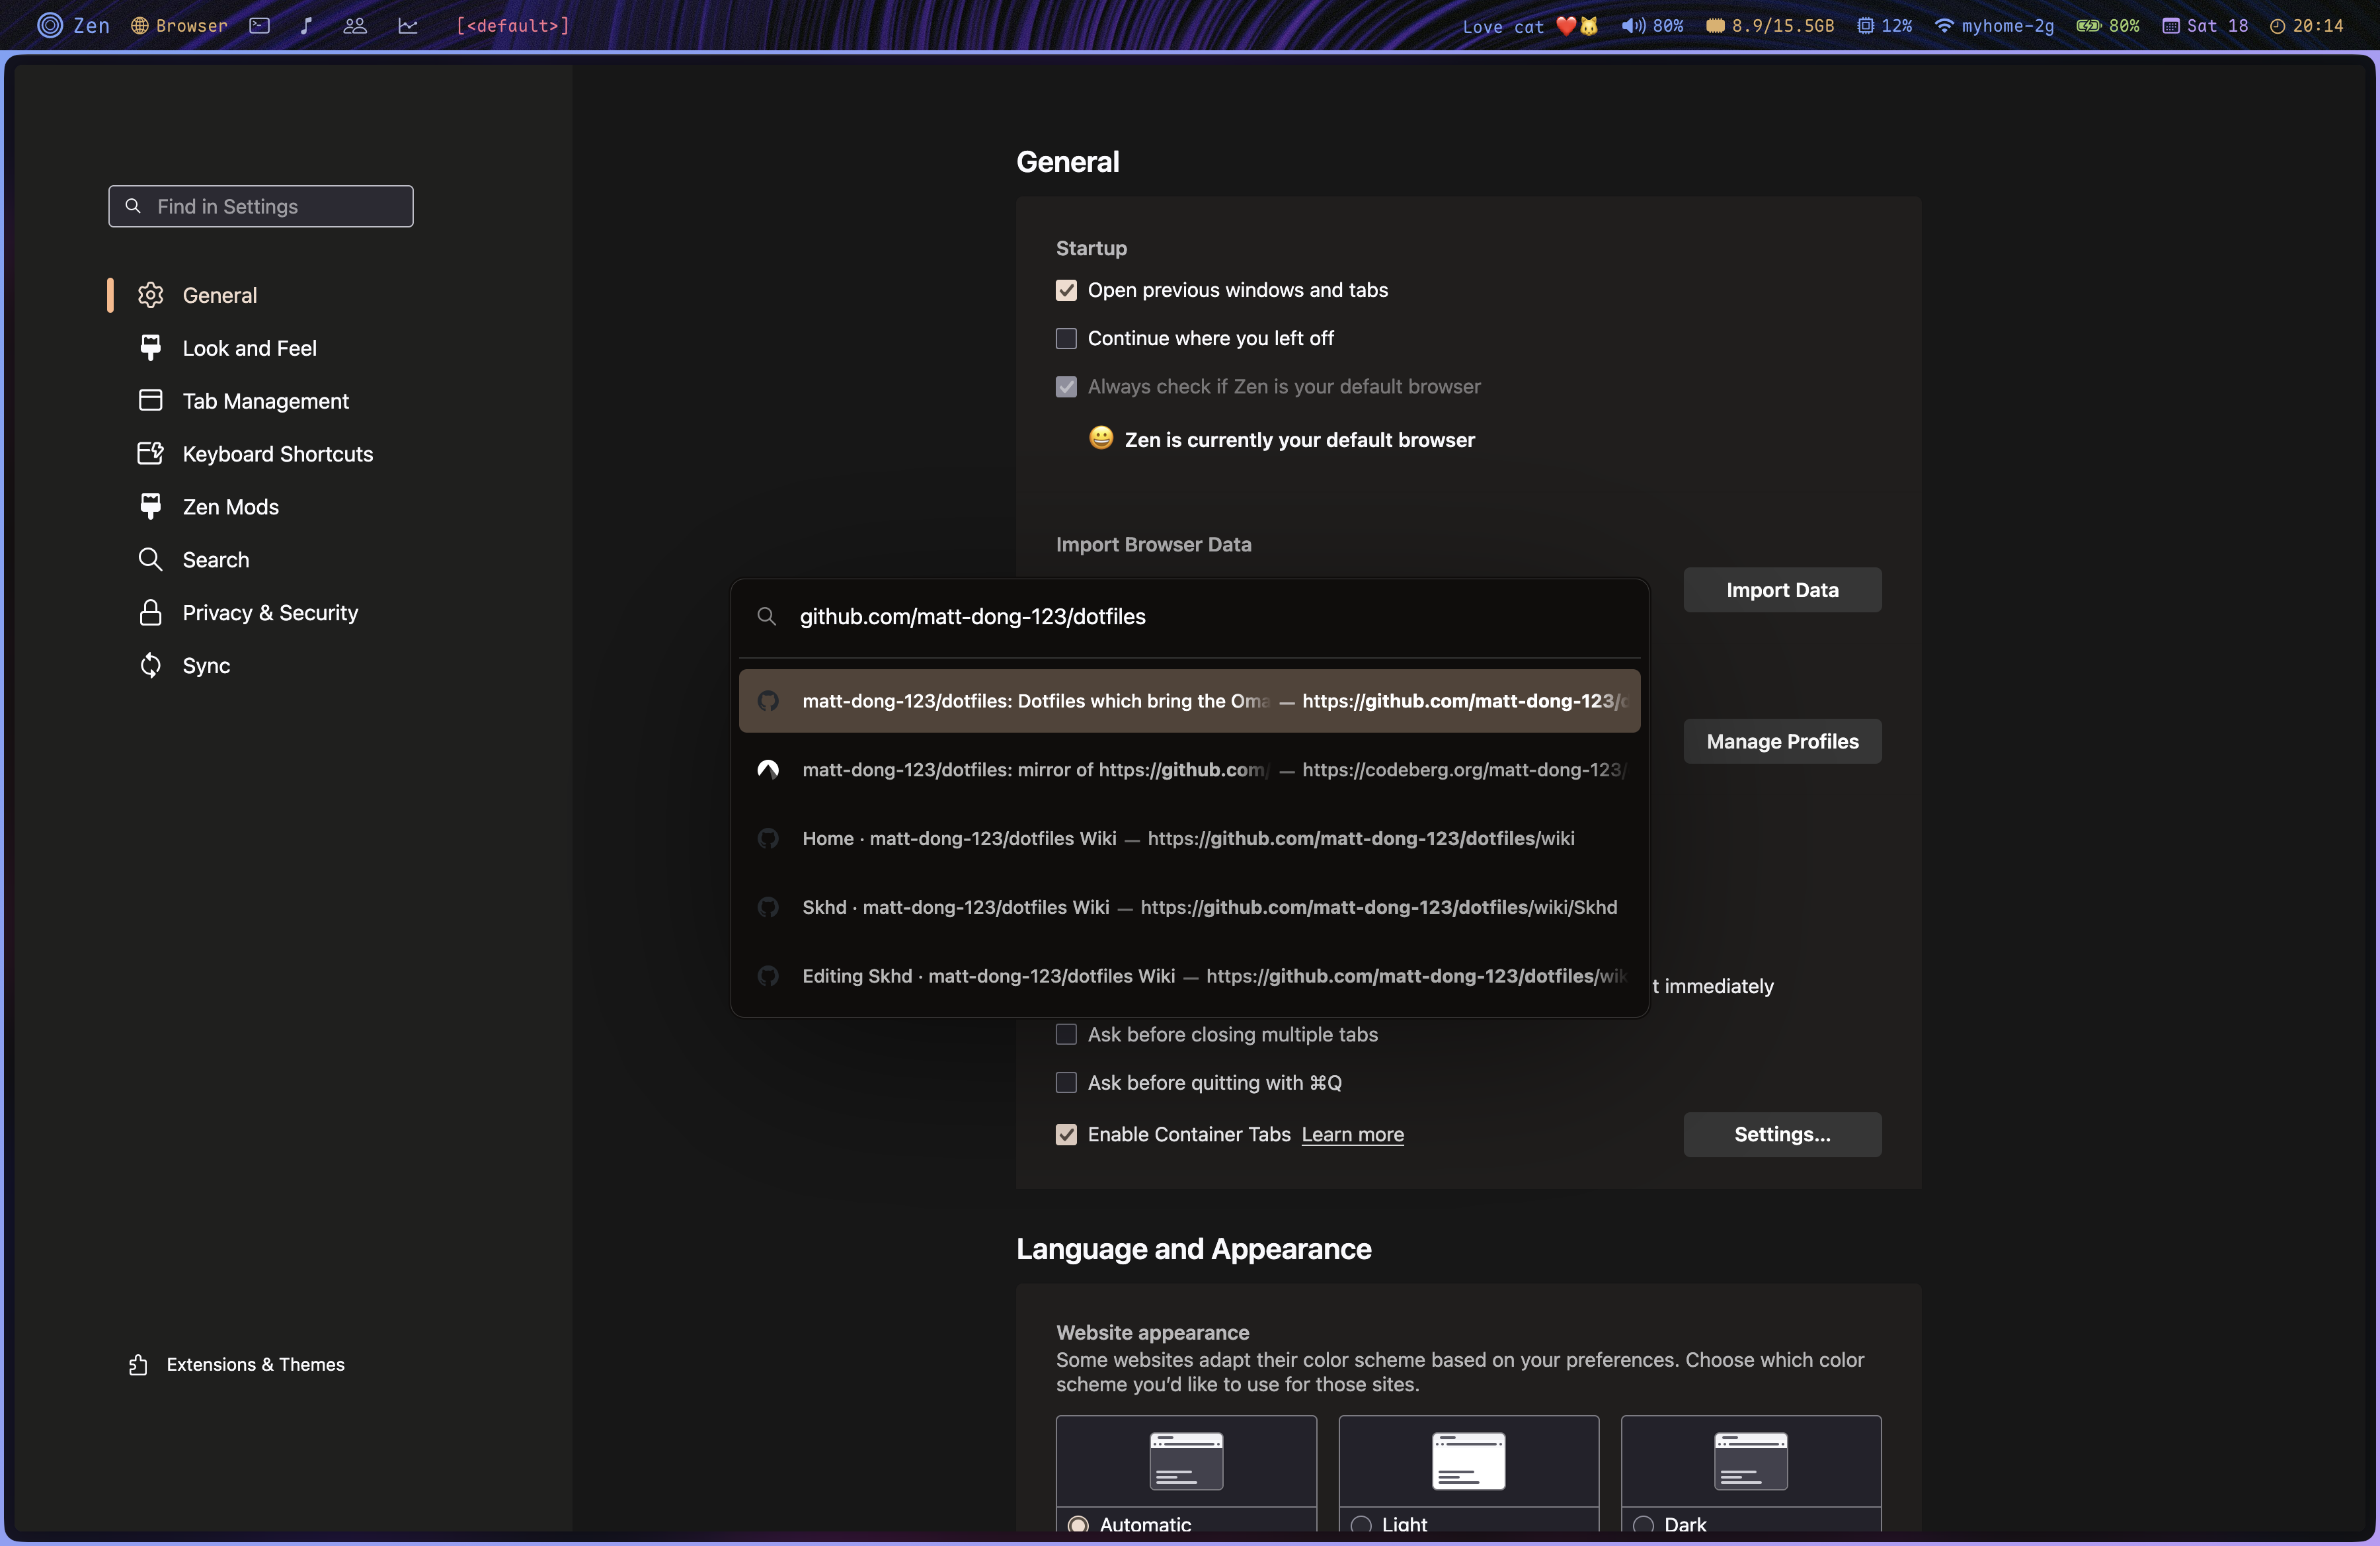 Zen Browser [<default>] Love cat ❤️🐱 80% 8.9/15.5GB 12% myhome-2g 80% Sat 18 20:14
Find in Settings
General
Look and Feel
Tab Management
Keyboard Shortcuts
Zen Mods
Search
Privacy & Security
Sync
Extensions & Themes
General
Startup
Open previous windows and tabs
Continue where you left off
Always check if Zen is your default browser
😀 Zen is currently your default browser
Import Browser Data
Import Data
Manage Profiles
github.com/matt-dong-123/dotfiles
matt-dong-123/dotfiles: Dotfiles which bring the Oma — https://github.com/matt-dong-123/d
matt-dong-123/dotfiles: mirror of https://github.com/ — https://codeberg.org/matt-dong-123/
Home · matt-dong-123/dotfiles Wiki — https://github.com/matt-dong-123/dotfiles/wiki
Skhd · matt-dong-123/dotfiles Wiki — https://github.com/matt-dong-123/dotfiles/wiki/Skhd
Editing Skhd · matt-dong-123/dotfiles Wiki — https://github.com/matt-dong-123/dotfiles/wik
t immediately
Ask before closing multiple tabs
Ask before quitting with ⌘Q
Enable Container Tabs Learn more
Settings...
Language and Appearance
Website appearance
Some websites adapt their color scheme based on your preferences. Choose which color
scheme you’d like to use for those sites.
Automatic
Light
Dark